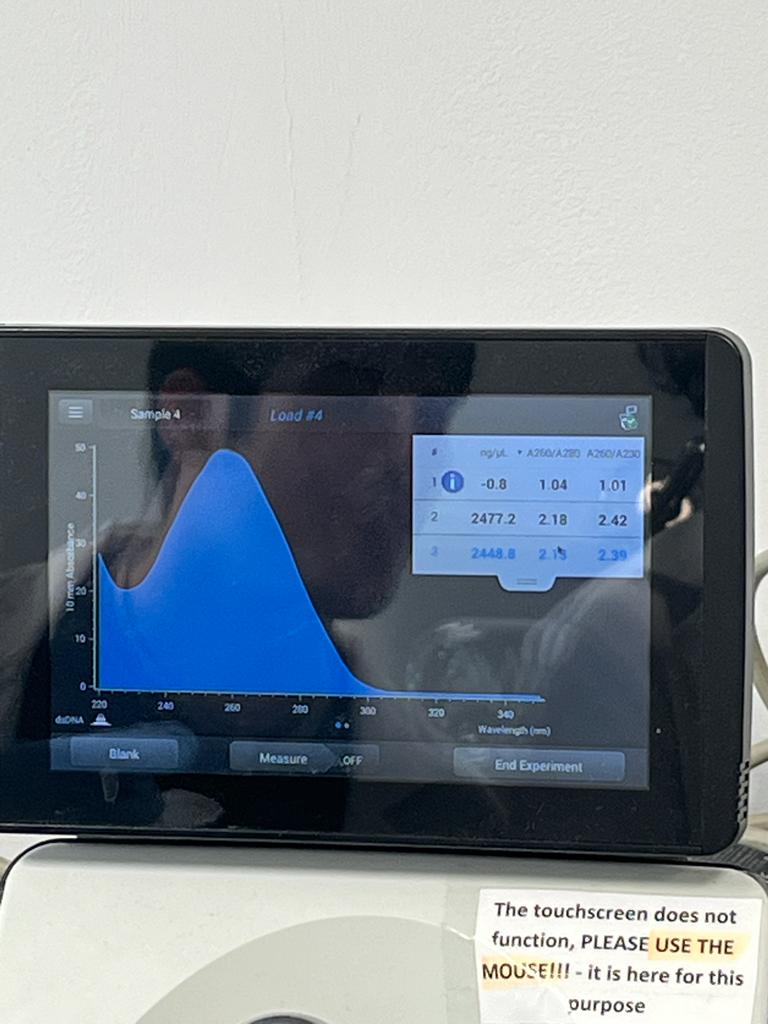 Sample 4 Load #4
# ng/µL A260/A280 A260/A230
1 -0.8 1.04 1.01
2 2477.2 2.18 2.42
3 2448.8 2.39
10 mm Absorbance
50
40
30
20
10
0
220 240 260 280 300 320 340
dsDNA
Wavelength (nm)
Blank Measure OFF End Experiment
The touchscreen does not
function, PLEASE USE THE
MOUSE!!! - it is here for this
purpose